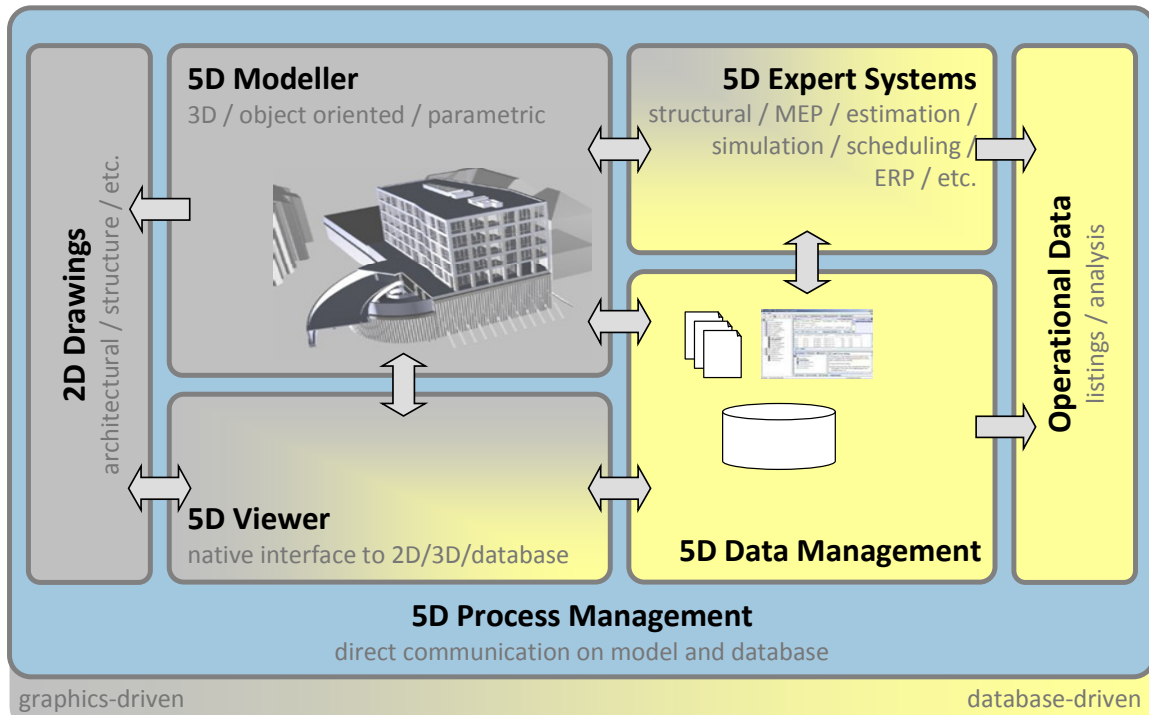 2D Drawings
architectural / structure / etc.
5D Modeller
3D / object oriented / parametric
5D Expert Systems
structural / MEP / estimation /
simulation / scheduling /
ERP / etc.
Operational Data
listings / analysis
5D Viewer
native interface to 2D/3D/database
5D Data Management
5D Process Management
direct communication on model and database
graphics-driven
database-driven